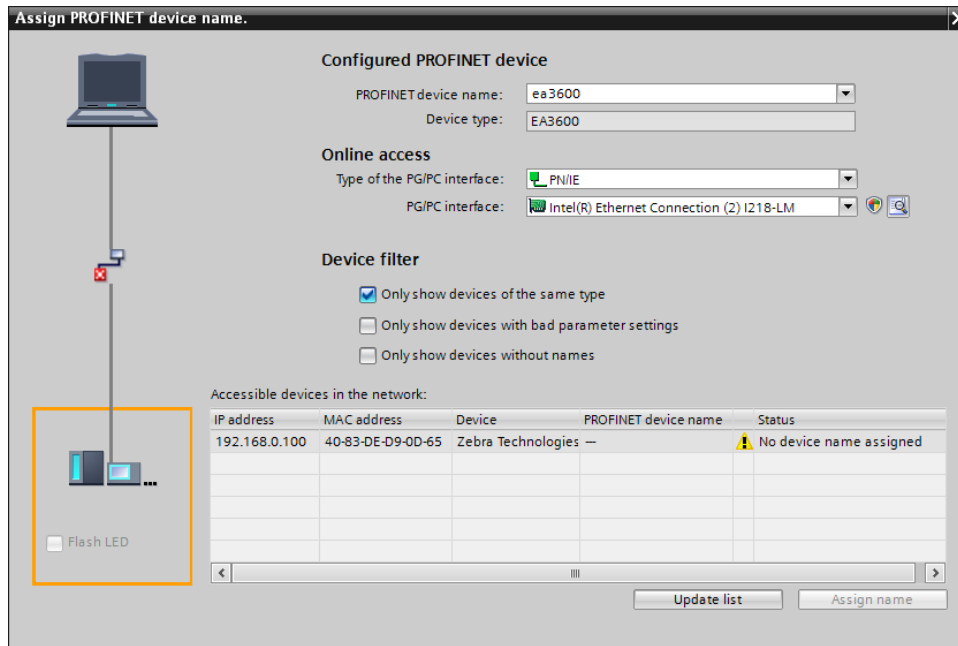 Assign PROFINET device name.
Configured PROFINET device
PROFINET device name: ea3600
Device type: EA3600
Online access
Type of the PG/PC interface: PN/IE
PG/PC interface: Intel(R) Ethernet Connection (2) I218-LM
Device filter
Only show devices of the same type
Only show devices with bad parameter settings
Only show devices without names
Accessible devices in the network:
IP address MAC address Device PROFINET device name Status
192.168.0.100 40-83-DE-D9-0D-65 Zebra Technologies — No device name assigned
Flash LED
Update list Assign name